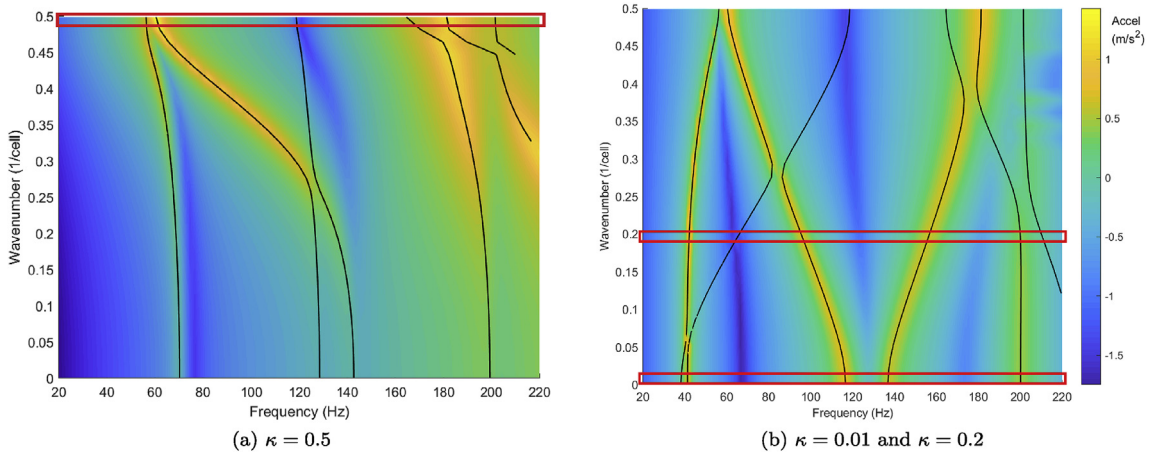 0.5
0.45
0.4
0.35
0.3
0.25
0.2
0.15
0.1
0.05
0
Wavenumber (1/cell)
20 40 60 80 100 120 140 160 180 200 220
Frequency (Hz)
(a) κ = 0.5
0.5
0.45
0.4
0.35
0.3
0.25
0.2
0.15
0.1
0.05
0
Wavenumber (1/cell)
20 40 60 80 100 120 140 160 180 200 220
Frequency (Hz)
(b) κ = 0.01 and κ = 0.2
Accel
(m/s²)
1
0.5
0
-0.5
-1
-1.5